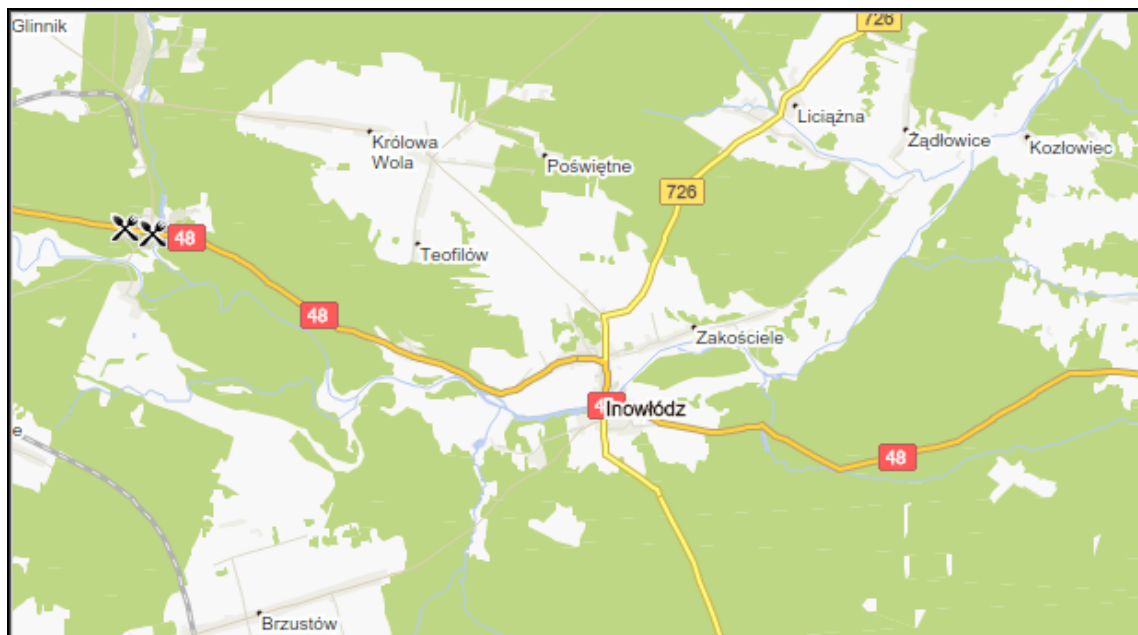 726
Glinnik
Liciążna
Królowa
Wola
Żądłowice
Kozłowiec
Poświętne
726
48
Teofilów
48
Zakościele
Inowłódz
e
48
Brzustów